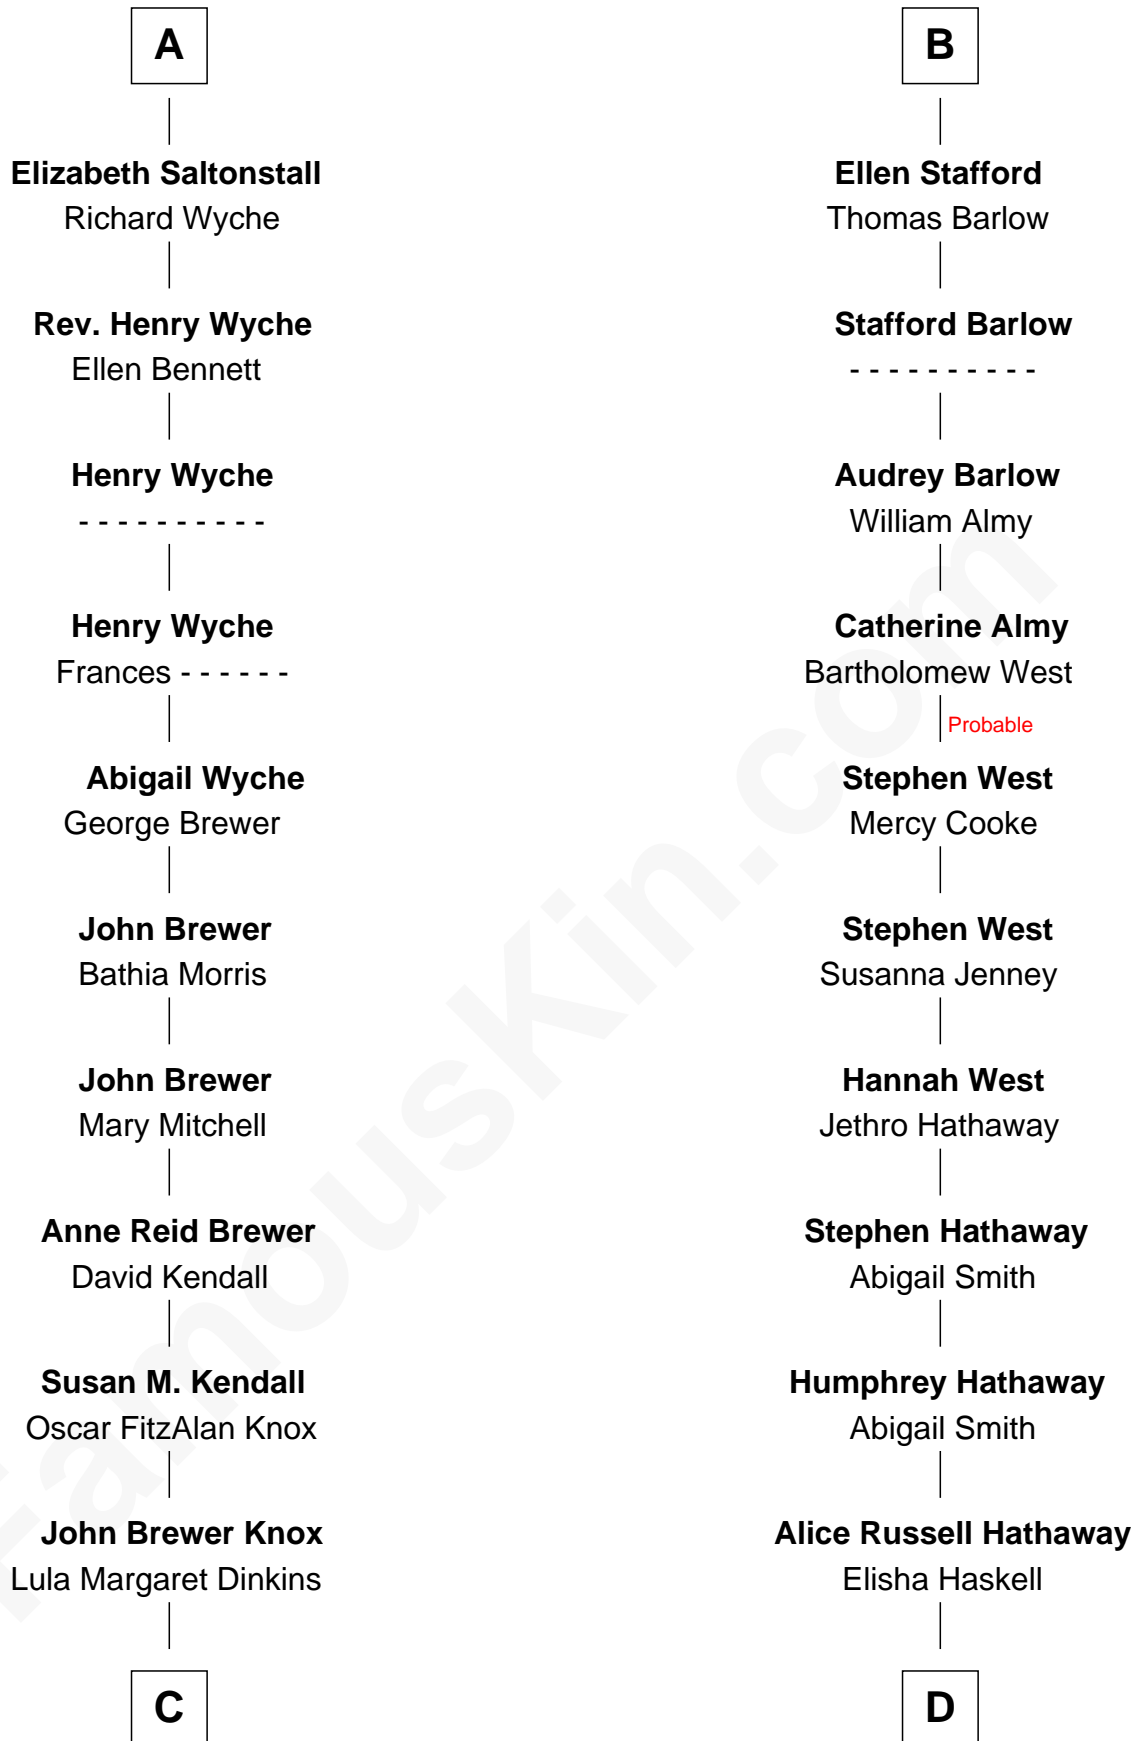 A
Elizabeth Saltonstall
Richard Wyche
Rev. Henry Wyche
Ellen Bennett
Henry Wyche
- - - - - - - - - -
Henry Wyche
Frances - - - - - -
Abigail Wyche
George Brewer
John Brewer
Bathia Morris
John Brewer
Mary Mitchell
Anne Reid Brewer
David Kendall
Susan M. Kendall
Oscar FitzAlan Knox
John Brewer Knox
Lula Margaret Dinkins
C
B
Ellen Stafford
Thomas Barlow
Stafford Barlow
- - - - - - - - - -
Audrey Barlow
William Almy
Catherine Almy
Bartholomew West
Probable
Stephen West
Mercy Cooke
Stephen West
Susanna Jenney
Hannah West
Jethro Hathaway
Stephen Hathaway
Abigail Smith
Humphrey Hathaway
Abigail Smith
Alice Russell Hathaway
Elisha Haskell
D
FamousKin.com